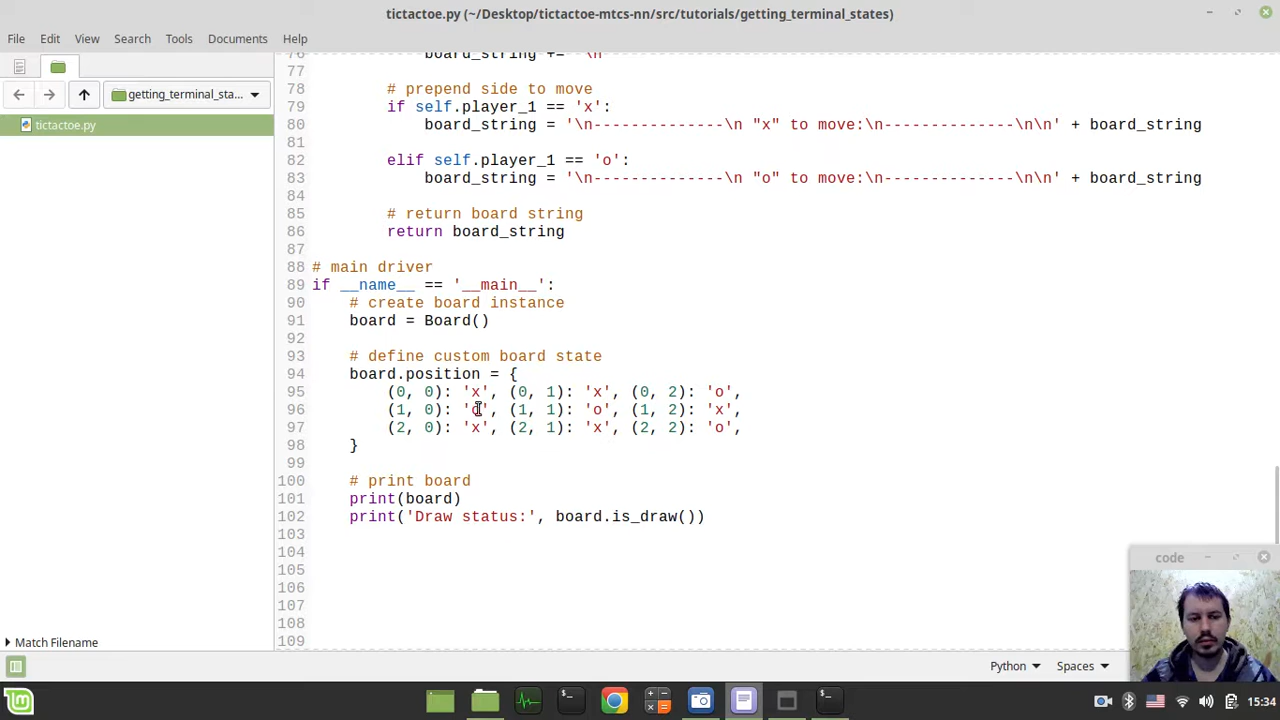 tictactoe.py (~/Desktop/tictactoe-mtcs-nn/src/tutorials/getting_terminal_states)
File Edit View Search Tools Documents Help
getting_terminal_sta...
tictactoe.py
76 board_string += '\n'
77
78 # prepend side to move
79 if self.player_1 == 'x':
80 board_string = '\n--------------\n "x" to move:\n--------------\n\n' + board_string
81
82 elif self.player_1 == 'o':
83 board_string = '\n--------------\n "o" to move:\n--------------\n\n' + board_string
84
85 # return board string
86 return board_string
87
88 # main driver
89 if __name__ == '__main__':
90 # create board instance
91 board = Board()
92
93 # define custom board state
94 board.position = {
95 (0, 0): 'x', (0, 1): 'x', (0, 2): 'o',
96 (1, 0): 'o', (1, 1): 'o', (1, 2): 'x',
97 (2, 0): 'x', (2, 1): 'x', (2, 2): 'o',
98 }
99
100 # print board
101 print(board)
102 print('Draw status:', board.is_draw())
103
104
105
106
107
108
109
code
Match Filename
Python Spaces
15:34